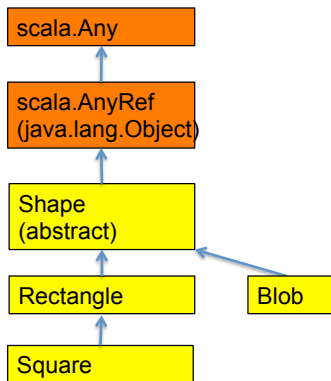 scala.Any
scala.AnyRef
(java.lang.Object)
Shape
(abstract)
Rectangle
Blob
Square